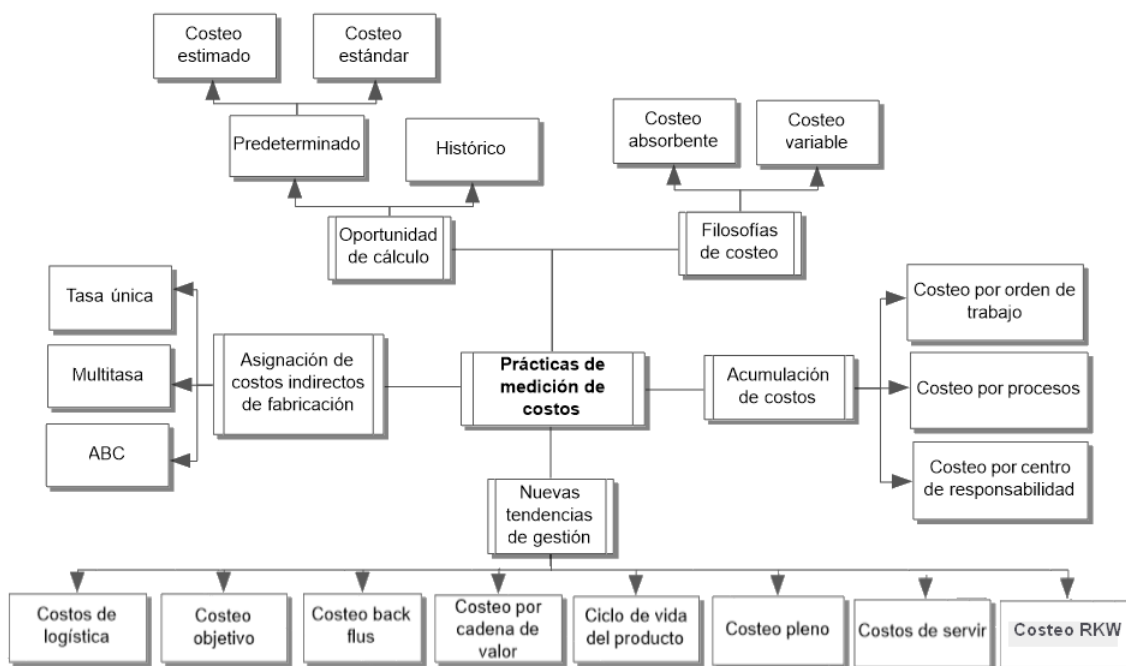 Costeo
estimado
Costeo
estándar
Predeterminado
Histórico
Costeo
absorbente
Costeo
variable
Oportunidad
de cálculo
Filosofías
de costeo
Tasa única
Multitasa
ABC
Asignación de
costos indirectos
de fabricación
Prácticas de
medición de
costos
Acumulación
de costos
Costeo por orden de
trabajo
Costeo por procesos
Costeo por centro
de responsabilidad
Nuevas
tendencias
de gestión
Costos de
logística
Costeo
objetivo
Costeo back
flus
Costeo por
cadena de
valor
Ciclo de vida
del producto
Costeo pleno
Costos de servir
Costeo RKW